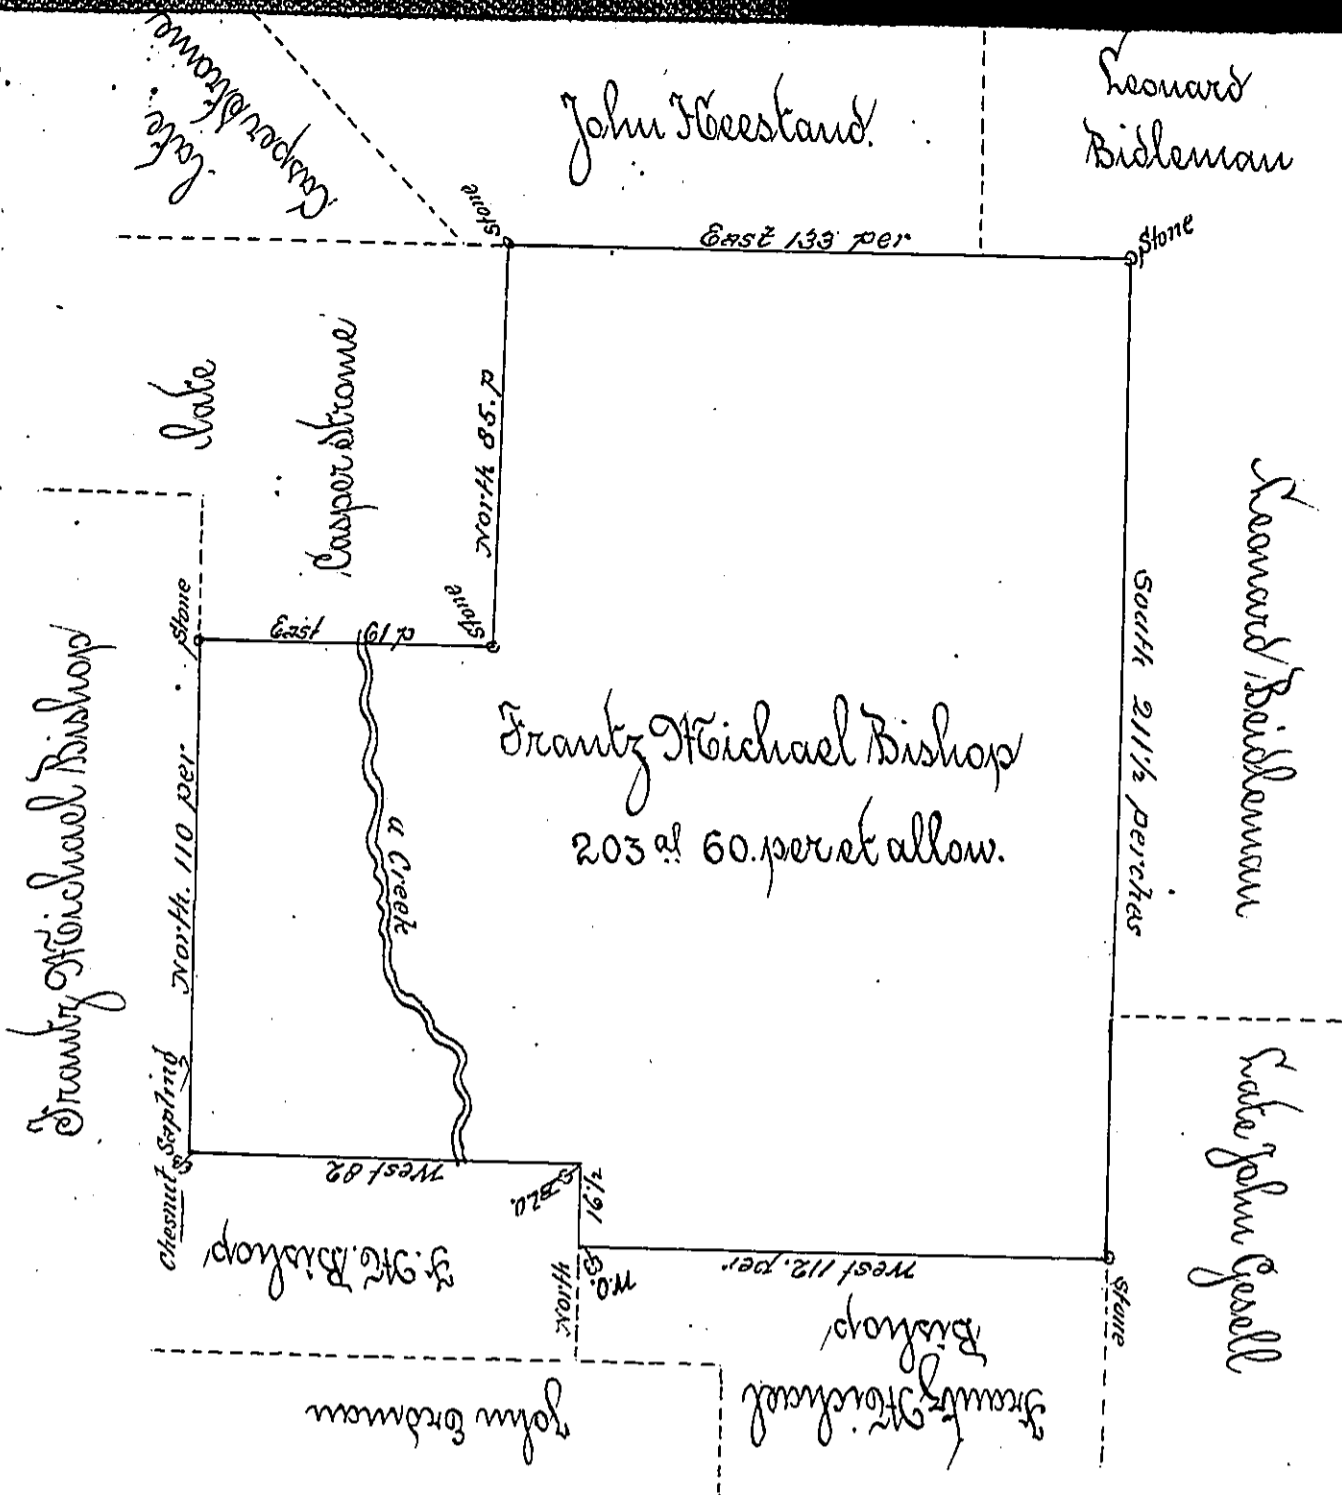 Late
Casper Strome
John Heestand.
Leonard
Bidleman
Stone
East 133 per
Stone
late
Casper Strome
North 85. p
South 211½ perches
Leonard Beidleman
Stone
East 61 p
Stone
Frantz Michael Bishop
North. 110 per
a Creek
Frantz Michael Bishop
203 as 60. per et allow.
Late John Gesell
Chesnut Sapling
West 82
B.L.O.
16½
North
W.O.
West 112. per
Stone
F. M. Bishop
Frantz Michael
Bishop
John Erdman